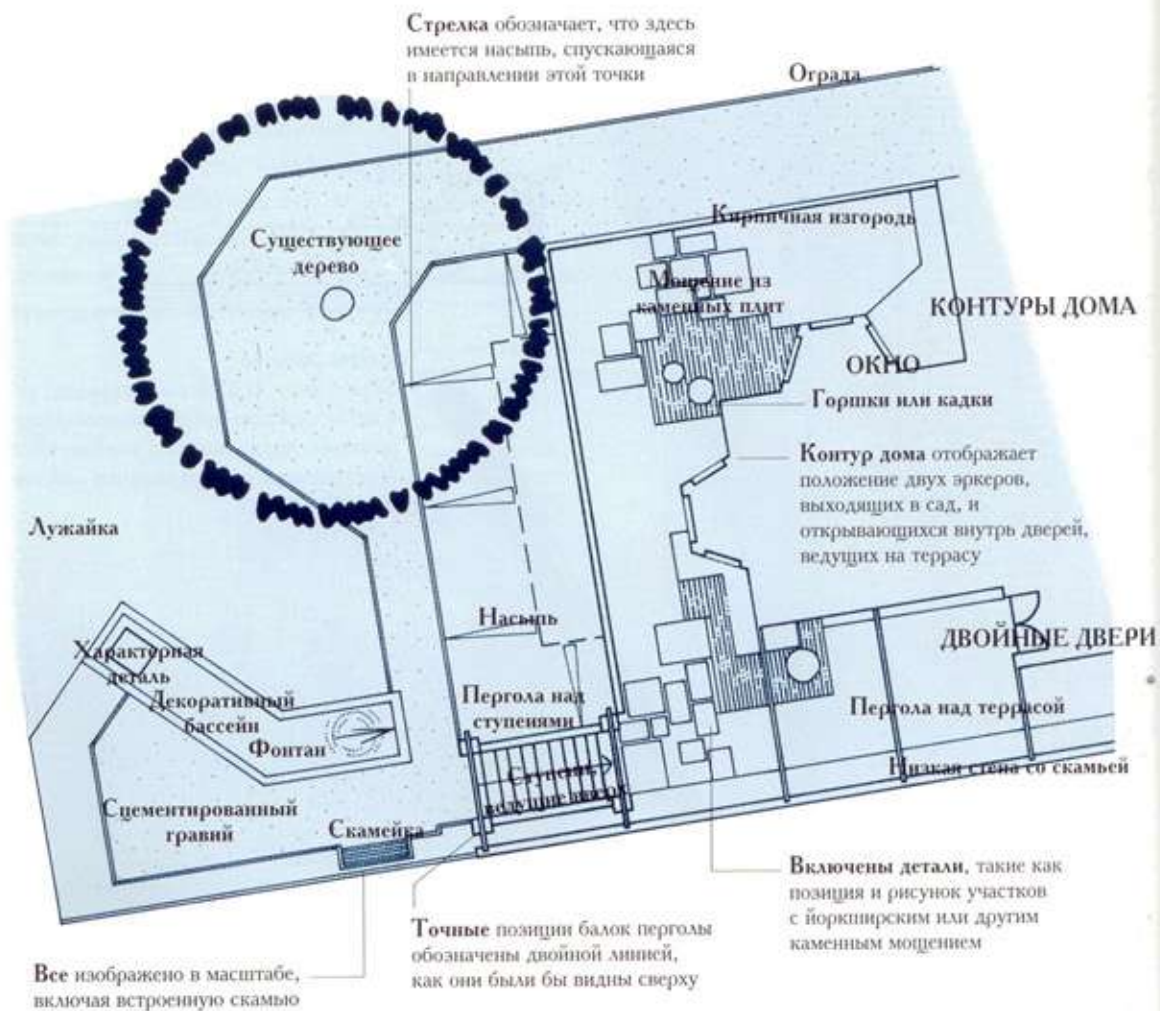 Стрелка обозначает, что здесь
имеется насыпь, спускающаяся
в направлении этой точки
Ограда
Кирпичная изгородь
Существующее
дерево
Мощение из
каменных плит
КОНТУРЫ ДОМА
ОКНО
Горшки или кадки
Контур дома отображает
положение двух эркеров,
выходящих в сад, и
открывающихся внутрь дверей,
ведущих на террасу
Лужайка
Насыпь
ДВОЙНЫЕ ДВЕРИ
Характерная
деталь
Декоративный
бассейн
Фонтан
Пергола над
ступенями
Пергола над террасой
Ступени,
ведущие вверх
Низкая стена со скамьей
Сцементированный
гравий
Скамейка
Включены детали, такие как
позиция и рисунок участков
с йоркширским или другим
каменным мощением
Точные позиции балок перголы
обозначены двойной линией,
как они были бы видны сверху
Все изображено в масштабе,
включая встроенную скамью